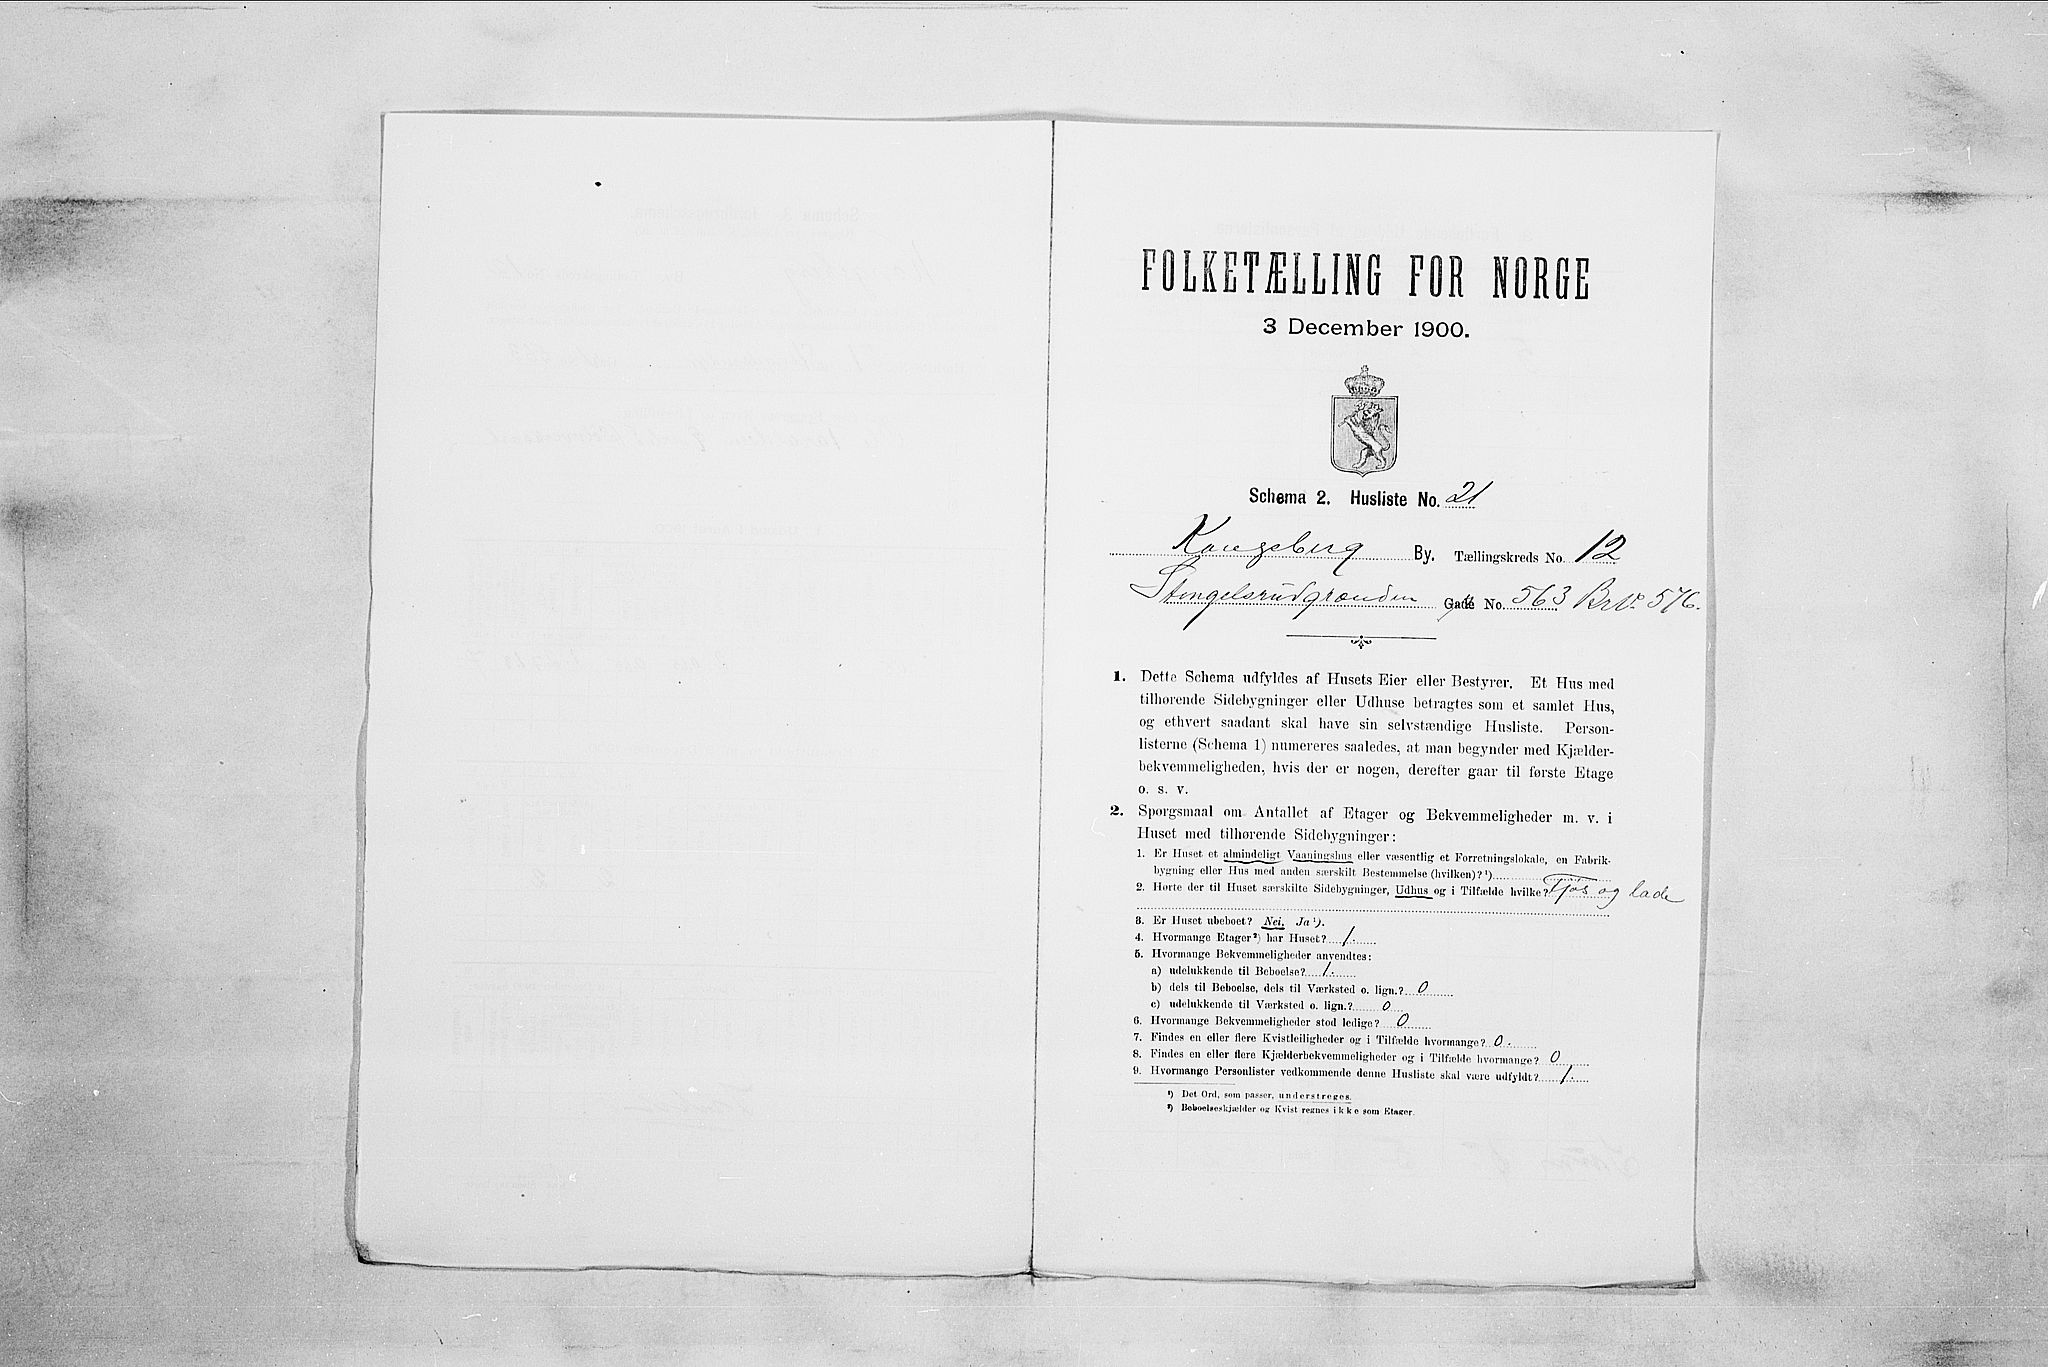 FOLKETÆLLING FOR NORGE
3 December 1900.
Schema 2. Husliste No. 21
Kongsberg By. Tællingskreds No. 12
Stengelsrudgrænden Gade No. 563 Br.№ 576.
1. Dette Schema udfyldes af Husets Eier eller Bestyrer. Et Hus med
tilhørende Sidebygninger eller Udhuse betragtes som et samlet Hus,
og ethvert saadant skal have sin selvstændige Husliste. Person-
listerne (Schema 1) numereres saaledes, at man begynder med Kjælder-
bekvemmeligheden, hvis der er nogen, derefter gaar til første Etage
o. s. v.
2. Spørgsmaal om Antallet af Etager og Bekvemmeligheder m. v. i
Huset med tilhørende Sidebygninger:
1. Er Huset et almindeligt Vaaningshus eller væsentlig et Forretningslokale, en Fabrik-
bygning eller Hus med anden særskilt Bestemmelse (hvilken)? ¹)
2. Hørte der til Huset særskilte Sidebygninger, Udhus og i Tilfælde hvilke? Fjøs og lade
3. Er Huset ubeboet? Nei. Ja ¹).
4. Hvormange Etager ²) har Huset? 1.
5. Hvormange Bekvemmeligheder anvendtes:
a) udelukkende til Beboelse? 1.
b) dels til Beboelse, dels til Værksted o. lign.? 0
c) udelukkende til Værksted o. lign.? 0
6. Hvormange Bekvemmeligheder stod ledige? 0
7. Findes en eller flere Kvistleiligheder og i Tilfælde hvormange? 0.
8. Findes en eller flere Kjælderbekvemmeligheder og i Tilfælde hvormange? 0
9. Hvormange Personlister vedkommende denne Husliste skal være udfyldt? 1.
¹) Det Ord, som passer, understreges.
²) Beboelseskjælder og Kvist regnes ikke som Etager.